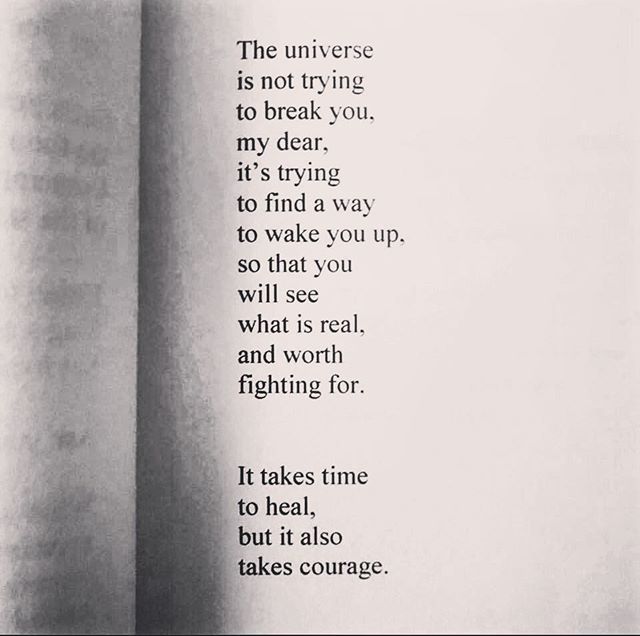 The universe
is not trying
to break you,
my dear,
it's trying
to find a way
to wake you up,
so that you
will see
what is real,
and worth
fighting for.
It takes time
to heal,
but it also
takes courage.